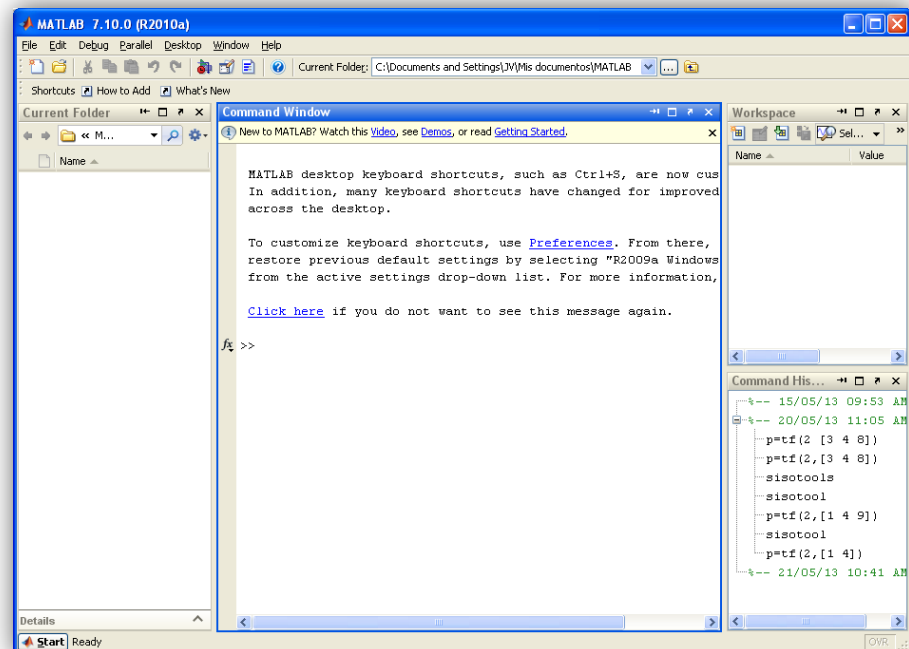 MATLAB 7.10.0 (R2010a)
File Edit Debug Parallel Desktop Window Help
Current Folder: C:\Documents and Settings\JV\Mis documentos\MATLAB
Shortcuts How to Add What's New
Current Folder
« M...
Name
Details
Command Window
New to MATLAB? Watch this Video, see Demos, or read Getting Started.
MATLAB desktop keyboard shortcuts, such as Ctrl+S, are now cus
In addition, many keyboard shortcuts have changed for improved
across the desktop.
To customize keyboard shortcuts, use Preferences. From there,
restore previous default settings by selecting "R2009a Windows
from the active settings drop-down list. For more information,
Click here if you do not want to see this message again.
fx >>
Workspace
Sel...
Name Value
Command His...
%-- 15/05/13 09:53 AM
%-- 20/05/13 11:05 AM
p=tf(2 [3 4 8])
p=tf(2,[3 4 8])
sisotools
sisotool
p=tf(2,[1 4 9])
sisotool
p=tf(2,[1 4])
%-- 21/05/13 10:41 AM
Start Ready
OVR